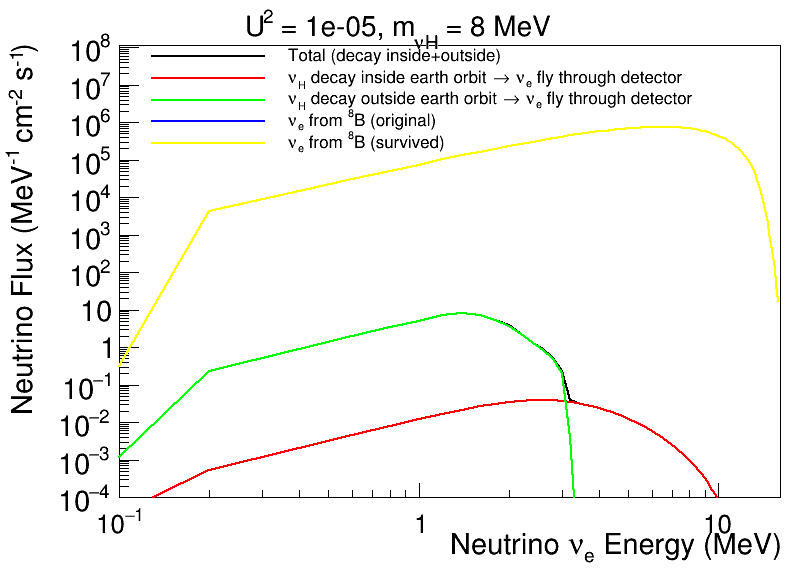 U² = 1e-05, m_νH = 8 MeV
Total (decay inside+outside)
ν_H decay inside earth orbit → ν_e fly through detector
ν_H decay outside earth orbit → ν_e fly through detector
ν_e from ⁸B (original)
ν_e from ⁸B (survived)
Neutrino Flux (MeV⁻¹ cm⁻² s⁻¹)
10⁸
10⁷
10⁶
10⁵
10⁴
10³
10²
10
1
10⁻¹
10⁻²
10⁻³
10⁻⁴
10⁻¹ 1 10
Neutrino ν_e Energy (MeV)